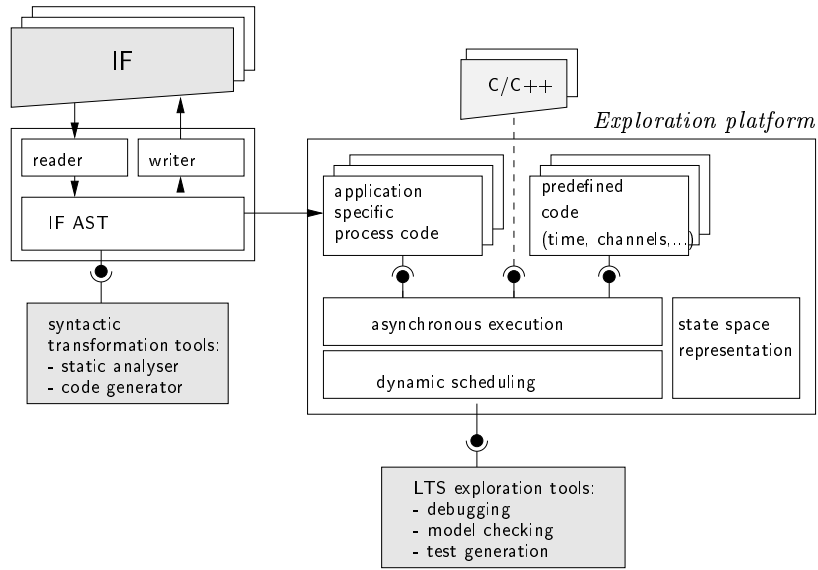 IF
C/C++
Exploration platform
reader
writer
IF AST
application
specific
process code
predefined
code
(time, channels,...)
syntactic
transformation tools:
- static analyser
- code generator
asynchronous execution
dynamic scheduling
state space
representation
LTS exploration tools:
- debugging
- model checking
- test generation